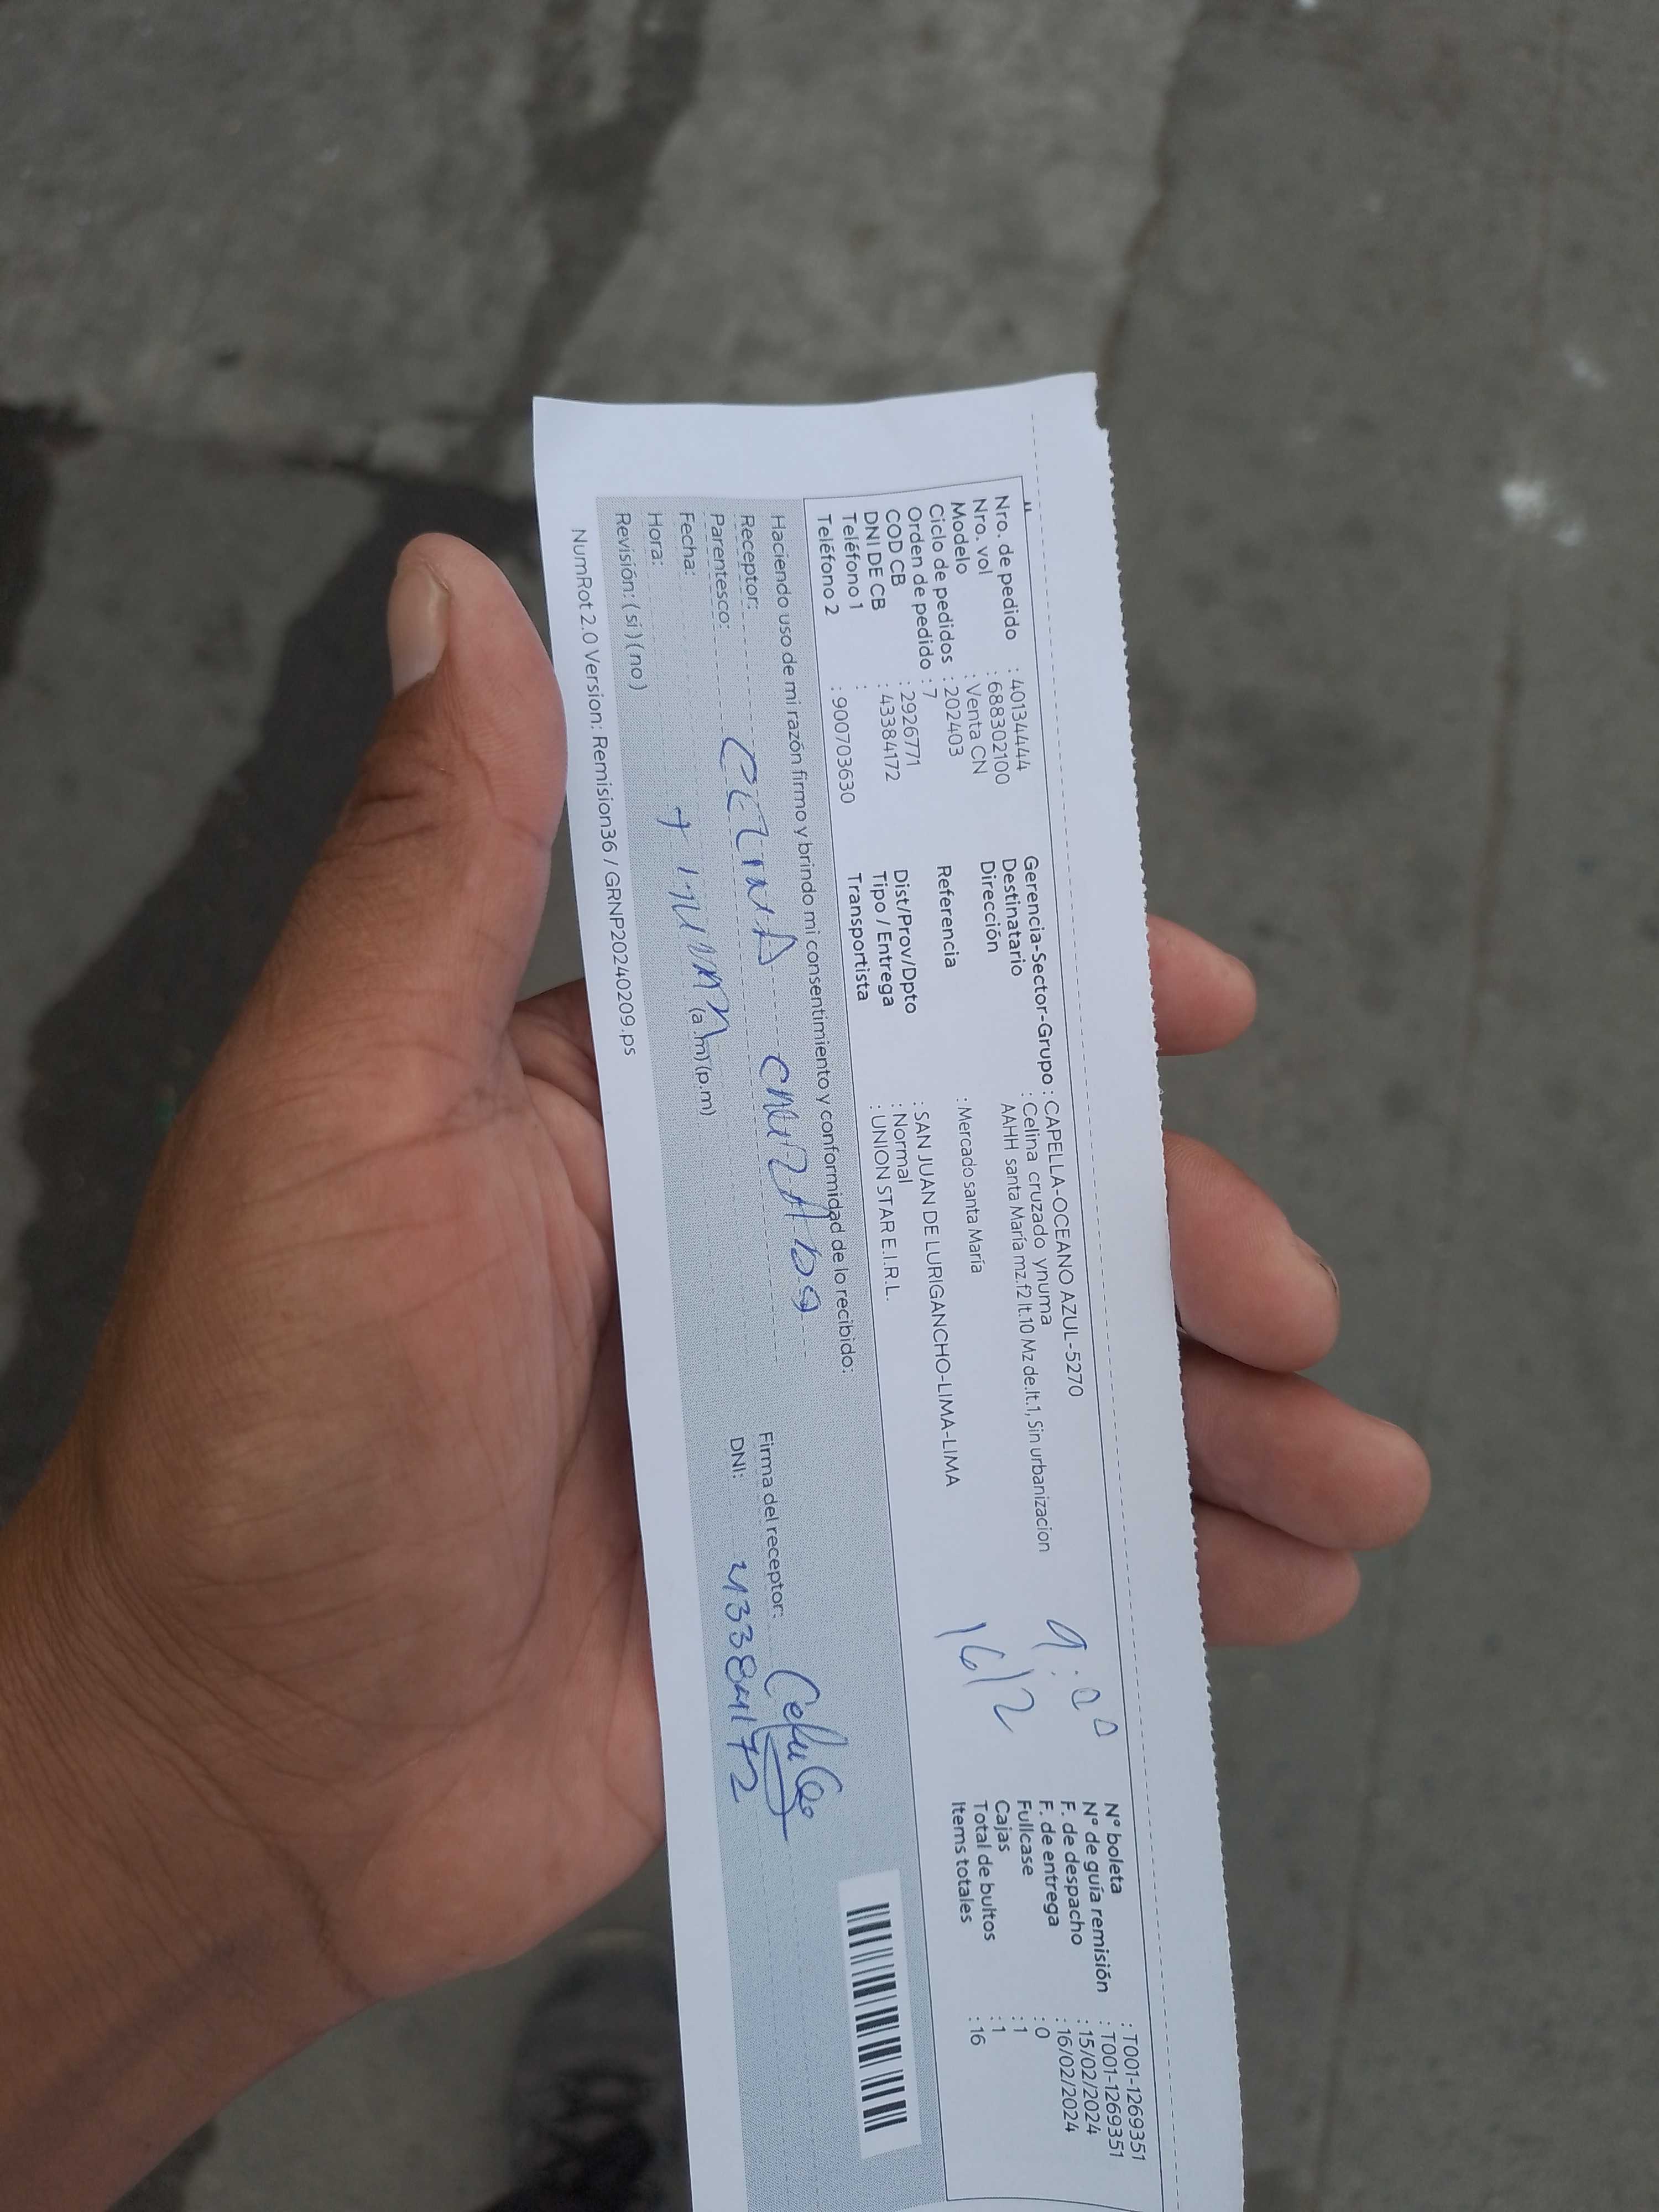 Nro. de pedido : 40134444
Nro. vol : 688302100
Modelo : Venta CN
Ciclo de pedidos : 202403
Orden de pedido : 7
COD CB : 2926771
DNI DE CB : 43384172
Teléfono 1 :
Teléfono 2 : 900703630
Gerencia-Sector-Grupo : CAPELLA-OCEANO AZUL-5270
Destinatario : Celina cruzado ynuma
Dirección AAHH santa María mz.f2 lt.10 Mz de.lt.1, Sin urbanizacion
Referencia : Mercado santa María
Dist/Prov/Dpto : SAN JUAN DE LURIGANCHO-LIMA-LIMA
Tipo / Entrega : Normal
Transportista : UNION STAR E.I.R.L.
9:00
16/2
N° boleta : T001-1269351
N° de guía remisión : T001-1269351
F. de despacho : 15/02/2024
F. de entrega : 16/02/2024
Fullcase : 0
Cajas : 1
Total de bultos : 1
Items totales : 16
Haciendo uso de mi razón firmo y brindo mi consentimiento y conformidad de lo recibido:
Receptor: CELINA CRUZADO
Parentesco:
Fecha:
Hora: (a.m) (p.m)
Revisión: (si) (no)
Firma del receptor:
DNI: 43384172
NumRot 2.0 Version: Remision36 / GRNP20240209.ps